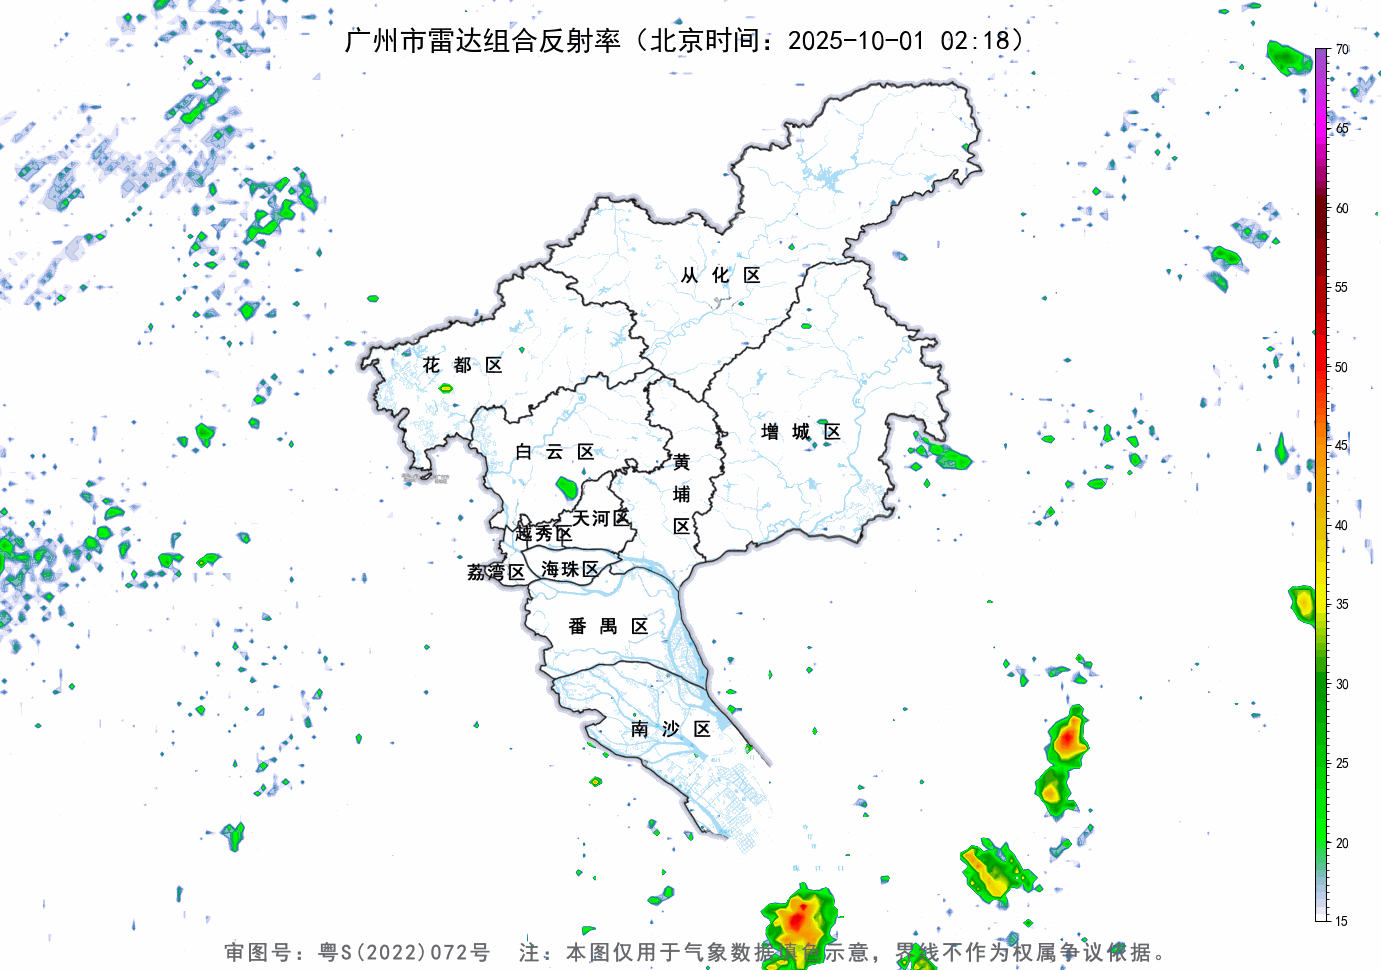 广州市雷达组合反射率（北京时间：2025-10-01 02:18）
70
65
60
55
50
45
40
35
30
25
20
15
从化区
花都区
增城区
白云区
黄埔区
天河区
越秀区
荔湾区
海珠区
番禺区
南沙区
审图号：粤S(2022)072号 注：本图仅用于气象数据填色示意，界线不作为权属争议依据。